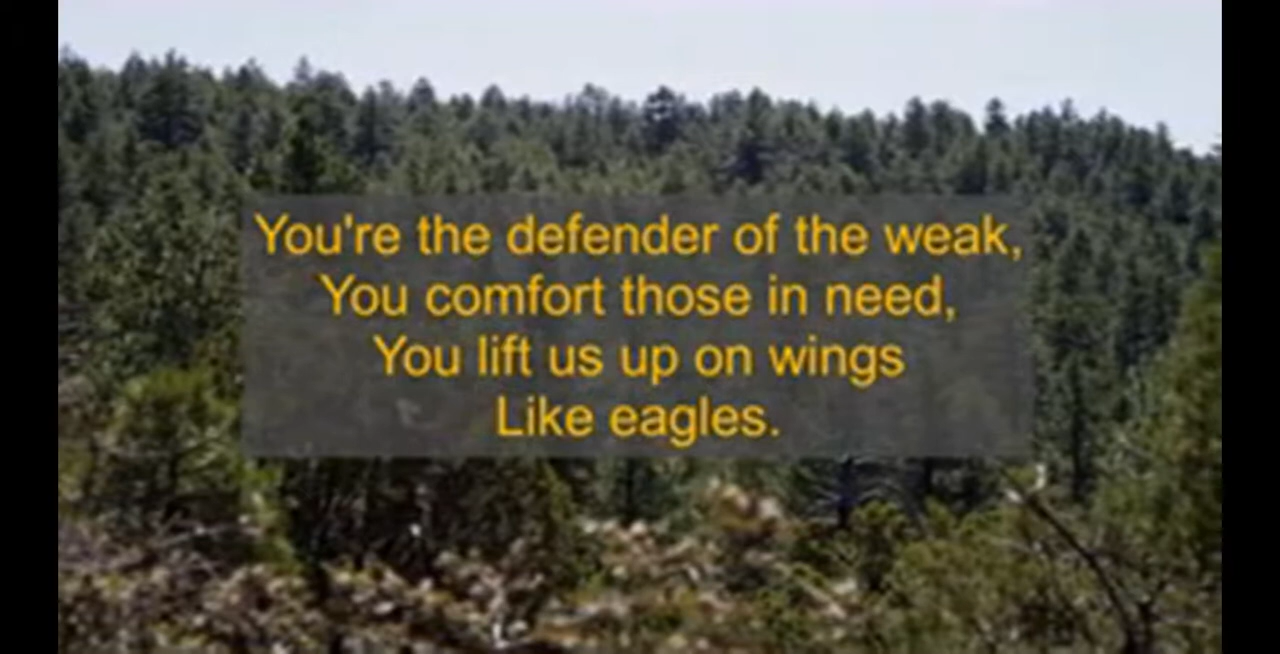 You're the defender of the weak,
You comfort those in need,
You lift us up on wings
Like eagles.